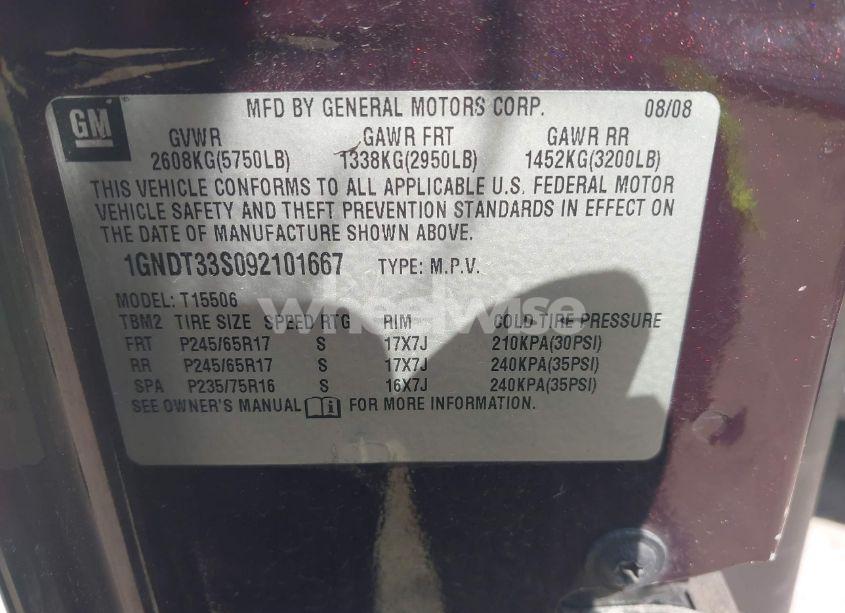 GM
MFD BY GENERAL MOTORS CORP. 08/08
GVWR GAWR FRT GAWR RR
2608KG(5750LB) 1338KG(2950LB) 1452KG(3200LB)
THIS VEHICLE CONFORMS TO ALL APPLICABLE U.S. FEDERAL MOTOR
VEHICLE SAFETY AND THEFT PREVENTION STANDARDS IN EFFECT ON
THE DATE OF MANUFACTURE SHOWN ABOVE.
1GNDT33S092101667 TYPE: M.P.V.
MODEL: T15506
wheelwise
TBM2 TIRE SIZE SPEED RTG RIM COLD TIRE PRESSURE
FRT P245/65R17 S 17X7J 210KPA(30PSI)
RR P245/65R17 S 17X7J 240KPA(35PSI)
SPA P235/75R16 S 16X7J 240KPA(35PSI)
SEE OWNER'S MANUAL i FOR MORE INFORMATION.